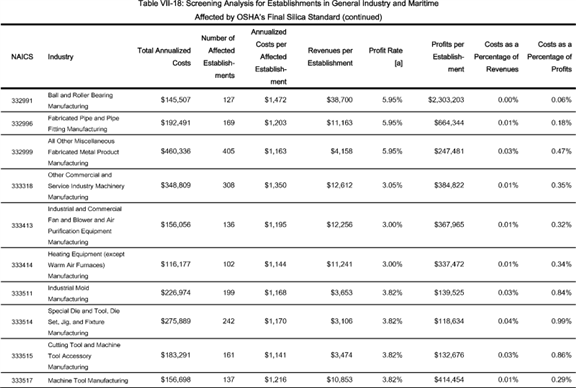 Table VII-18: Screening Analysis for Establishments in General Industry and Maritime
Affected by OSHA's Final Silica Standard (continued)
NAICS Industry Total Annualized Costs Number of Affected Establish-ments Annualized Costs per Affected Establish-ment Revenues per Establishment Profit Rate [a] Profits per Establish-ment Costs as a Percentage of Revenues Costs as a Percentage of Profits
332991 Ball and Roller Bearing Manufacturing $145,507 127 $1,472 $38,700 5.95% $2,303,203 0.00% 0.06%
332996 Fabricated Pipe and Pipe Fitting Manufacturing $192,491 169 $1,203 $11,163 5.95% $664,344 0.01% 0.18%
332999 All Other Miscellaneous Fabricated Metal Product Manufacturing $460,336 405 $1,163 $4,158 5.95% $247,481 0.03% 0.47%
333318 Other Commercial and Service Industry Machinery Manufacturing $348,809 308 $1,350 $12,612 3.05% $384,822 0.01% 0.35%
333413 Industrial and Commercial Fan and Blower and Air Purification Equipment Manufacturing $156,056 136 $1,195 $12,256 3.00% $367,965 0.01% 0.32%
333414 Heating Equipment (except Warm Air Furnaces) Manufacturing $116,177 102 $1,144 $11,241 3.00% $337,472 0.01% 0.34%
333511 Industrial Mold Manufacturing $226,974 199 $1,168 $3,653 3.82% $139,525 0.03% 0.84%
333514 Special Die and Tool, Die Set, Jig, and Fixture Manufacturing $275,889 242 $1,170 $3,106 3.82% $118,634 0.04% 0.99%
333515 Cutting Tool and Machine Tool Accessory Manufacturing $183,291 161 $1,141 $3,474 3.82% $132,676 0.03% 0.86%
333517 Machine Tool Manufacturing $156,698 137 $1,216 $10,853 3.82% $414,454 0.01% 0.29%